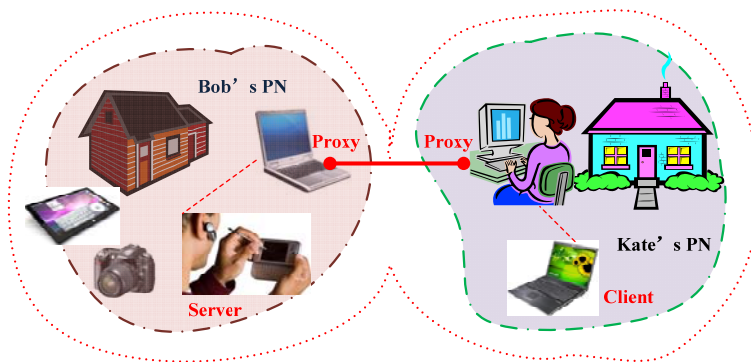 Bob’s PN
Proxy
Proxy
Kate’s PN
Server
Client